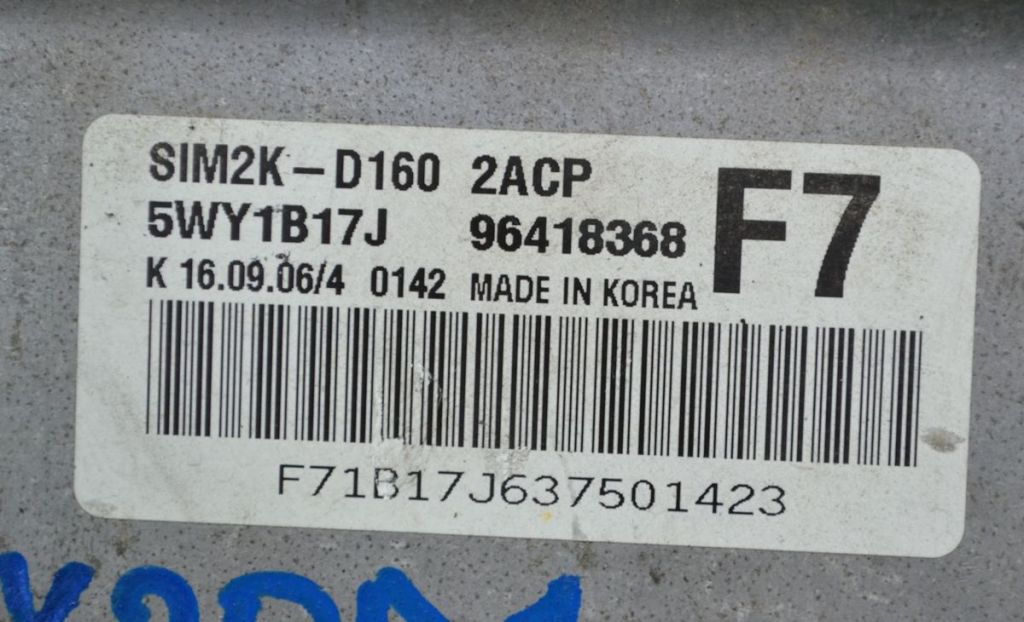 SIM2K-D160 2ACP
F7
5WY1B17J 96418368
K 16.09.06/4 0142 MADE IN KOREA
F71B17J637501423